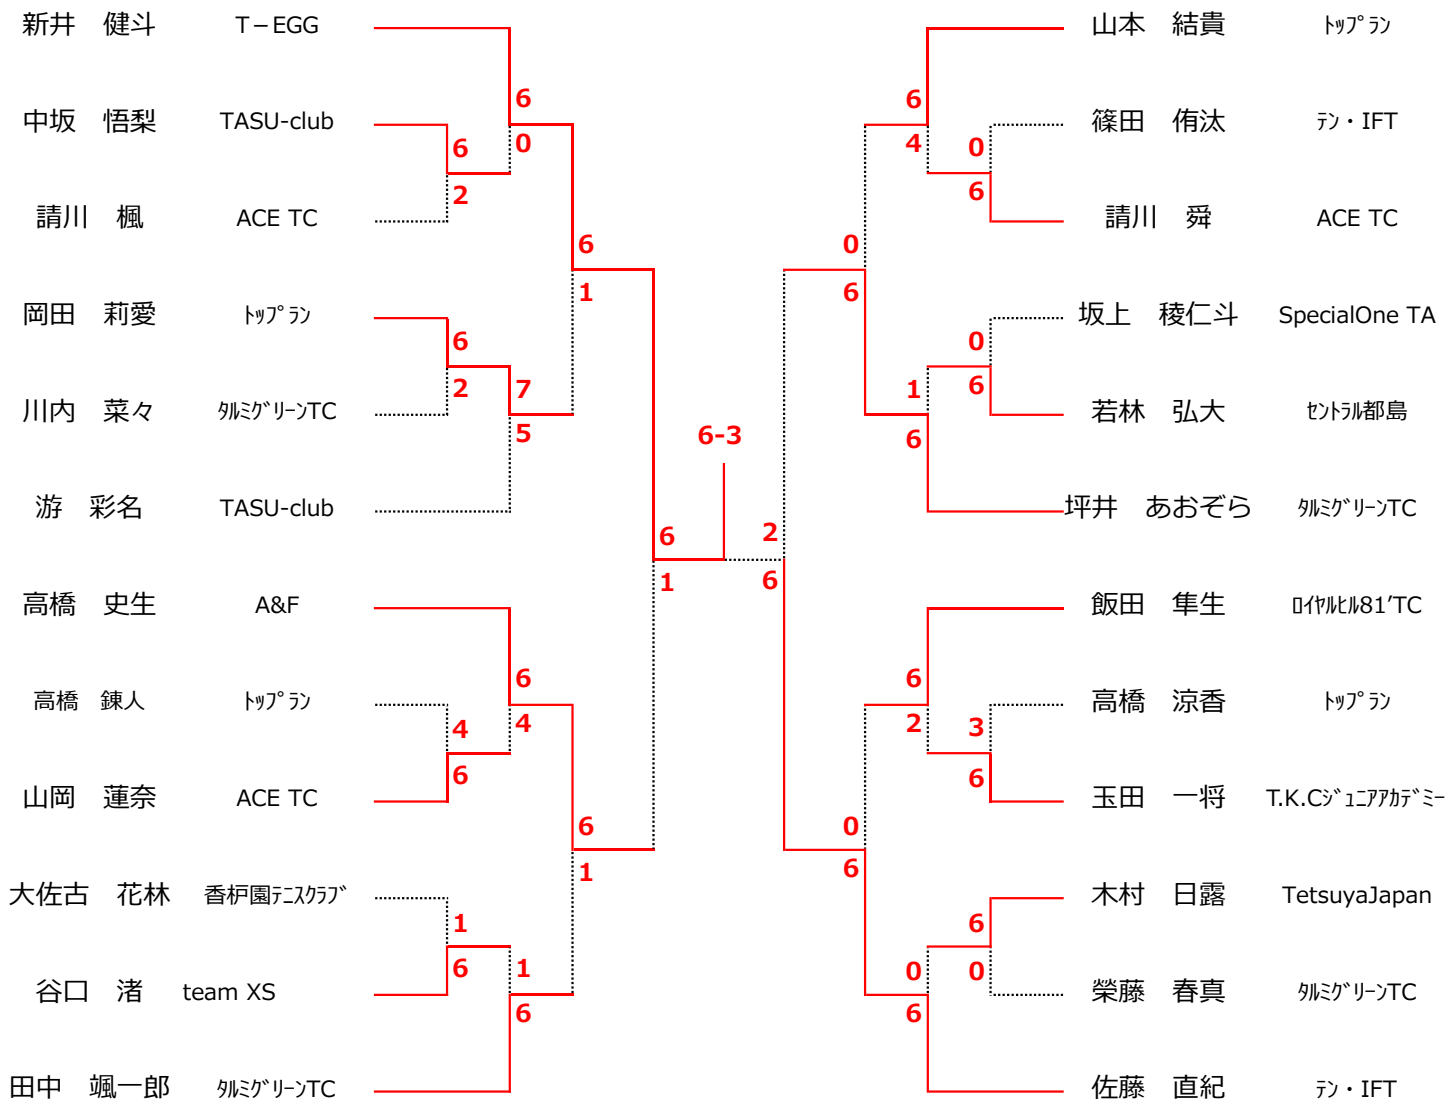 新井　健斗 T－EGG
6
中坂　悟梨 TASU-club
6 0
2
請川　楓 ACE TC
6
1
岡田　莉愛 ﾄｯﾌﾟﾗﾝ
6
2 7
川内　菜々 ﾀﾙﾐｸﾞﾘｰﾝTC
5
游　彩名 TASU-club
6
1
高橋　史生 A&F
6
高橋　錬人 ﾄｯﾌﾟﾗﾝ
4 4
6
山岡　蓮奈 ACE TC
6
1
大佐古　花林 香枦園ﾃﾆｽｸﾗﾌﾞ
1
6 1
谷口　渚 team XS
6
田中　颯一郎 ﾀﾙﾐｸﾞﾘｰﾝTC
6-3
山本　結貴 ﾄｯﾌﾟﾗﾝ
6
篠田　侑汰 ﾃﾝ・IFT
4 0
6
請川　舜 ACE TC
0
6
坂上　稜仁斗 SpecialOne TA
0
1 6
若林　弘大 ｾﾝﾄﾗﾙ都島
6
坪井　あおぞら ﾀﾙﾐｸﾞﾘｰﾝTC
2
6
飯田　隼生 ﾛｲﾔﾙﾋﾙ81'TC
6
高橋　涼香 ﾄｯﾌﾟﾗﾝ
2 3
6
玉田　一将 T.K.Cｼﾞｭﾆｱｱｶﾃﾞﾐｰ
0
6
木村　日露 TetsuyaJapan
6
0 0
榮藤　春真 ﾀﾙﾐｸﾞﾘｰﾝTC
6
佐藤　直紀 ﾃﾝ・IFT